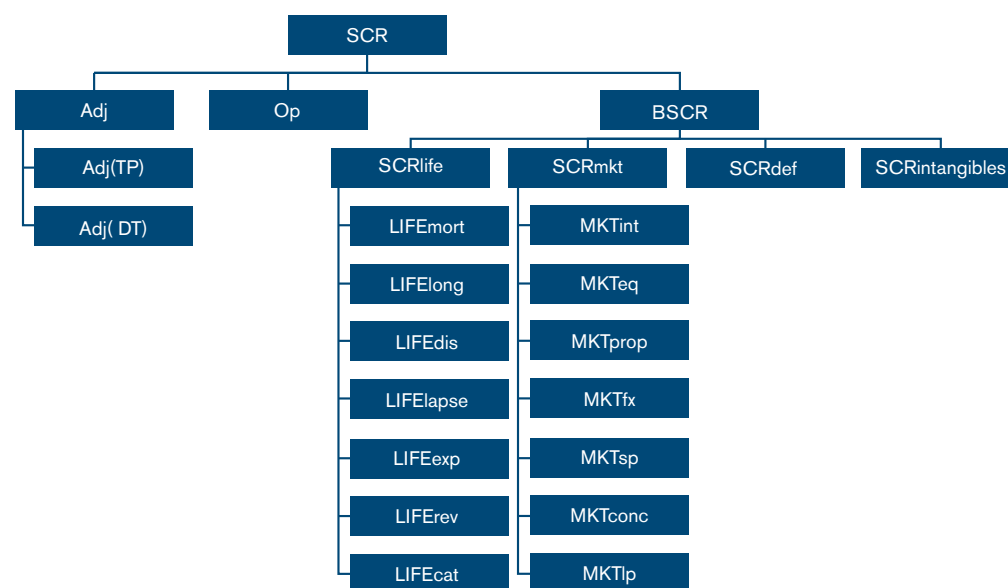 SCR
Adj
Op
BSCR
Adj(TP)
Adj( DT)
SCRlife
SCRmkt
SCRdef
SCRintangibles
LIFEmort
LIFElong
LIFEdis
LIFElapse
LIFEexp
LIFErev
LIFEcat
MKTint
MKTeq
MKTprop
MKTfx
MKTsp
MKTconc
MKTlp